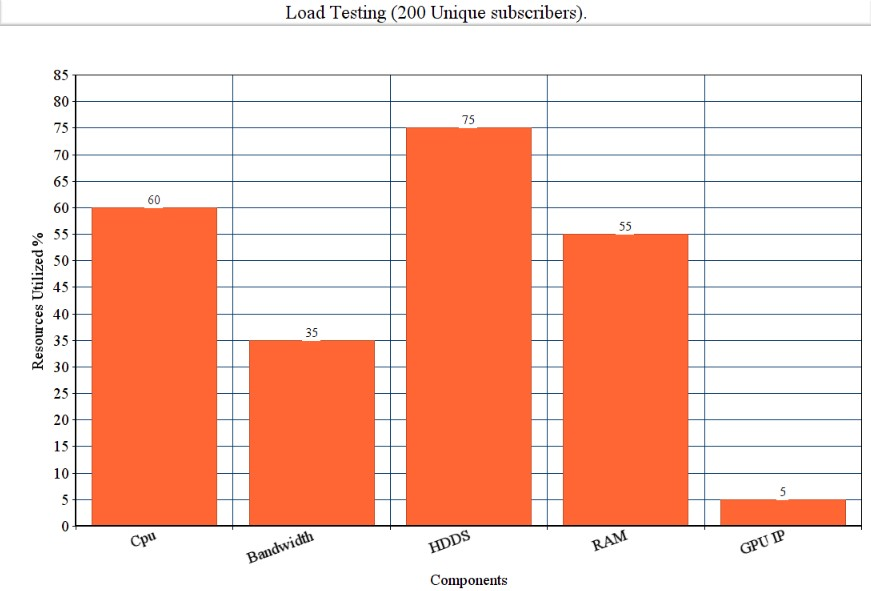 Load Testing (200 Unique subscribers).
85
80
75
70
65
60
55
50
45
40
35
30
25
20
15
10
5
0
Resources Utilized %
60
35
75
55
5
Cpu
Bandwidth
HDDS
RAM
GPU IP
Components